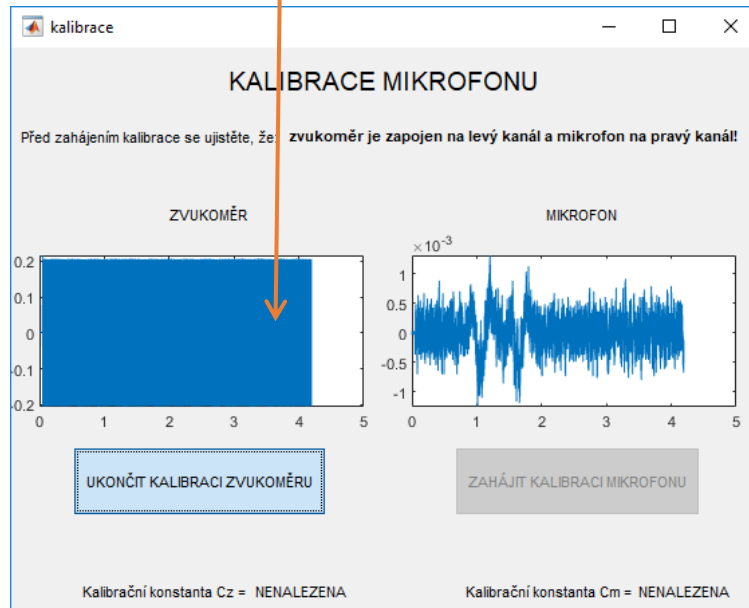 kalibrace
KALIBRACE MIKROFONU
Před zahájením kalibrace se ujistěte, že: zvukoměr je zapojen na levý kanál a mikrofon na pravý kanál!
ZVUKOMĚR
MIKROFON
0.2
0.1
0
-0.1
-0.2
0 1 2 3 4 5
×10⁻³
1
0.5
0
-0.5
-1
0 1 2 3 4 5
UKONČIT KALIBRACI ZVUKOMĚRU
ZAHÁJIT KALIBRACI MIKROFONU
Kalibrační konstanta Cz = NENALEZENA
Kalibrační konstanta Cm = NENALEZENA